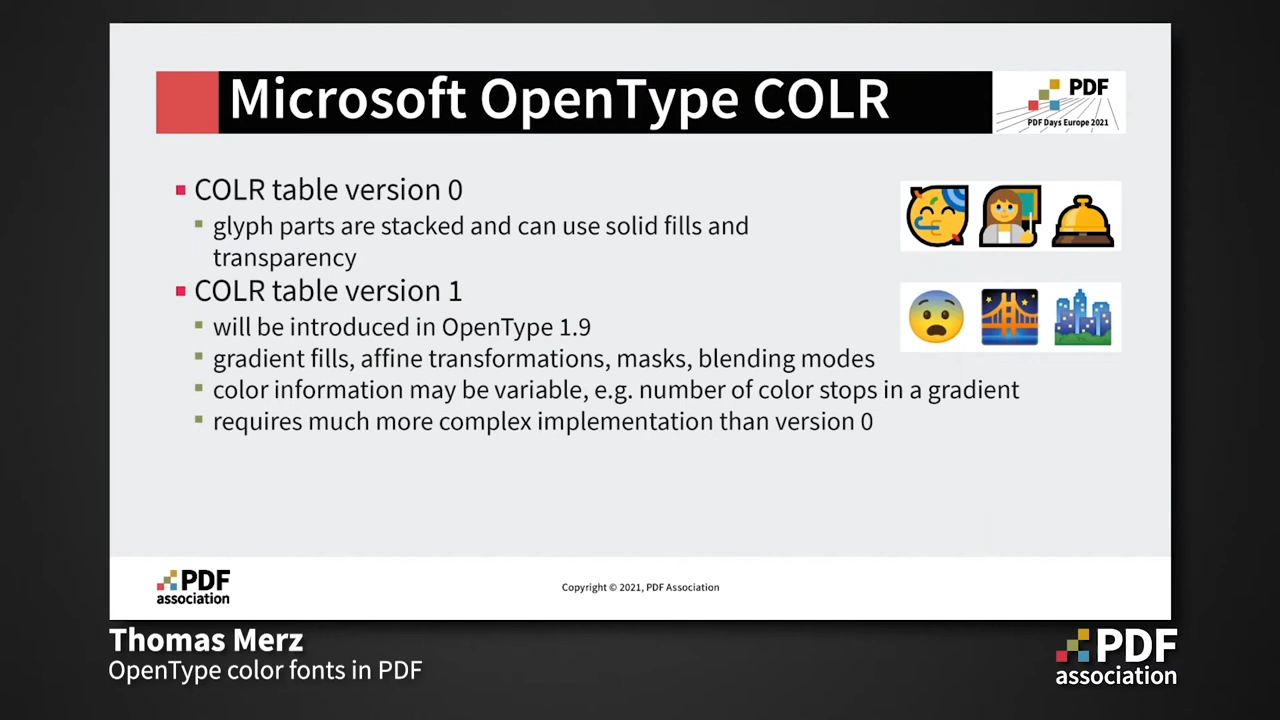 Microsoft OpenType COLR
PDF
PDF Days Europe 2021
COLR table version 0
glyph parts are stacked and can use solid fills and
transparency
COLR table version 1
will be introduced in OpenType 1.9
gradient fills, affine transformations, masks, blending modes
color information may be variable, e.g. number of color stops in a gradient
requires much more complex implementation than version 0
PDF
association
Copyright © 2021, PDF Association
Thomas Merz
OpenType color fonts in PDF
PDF
association